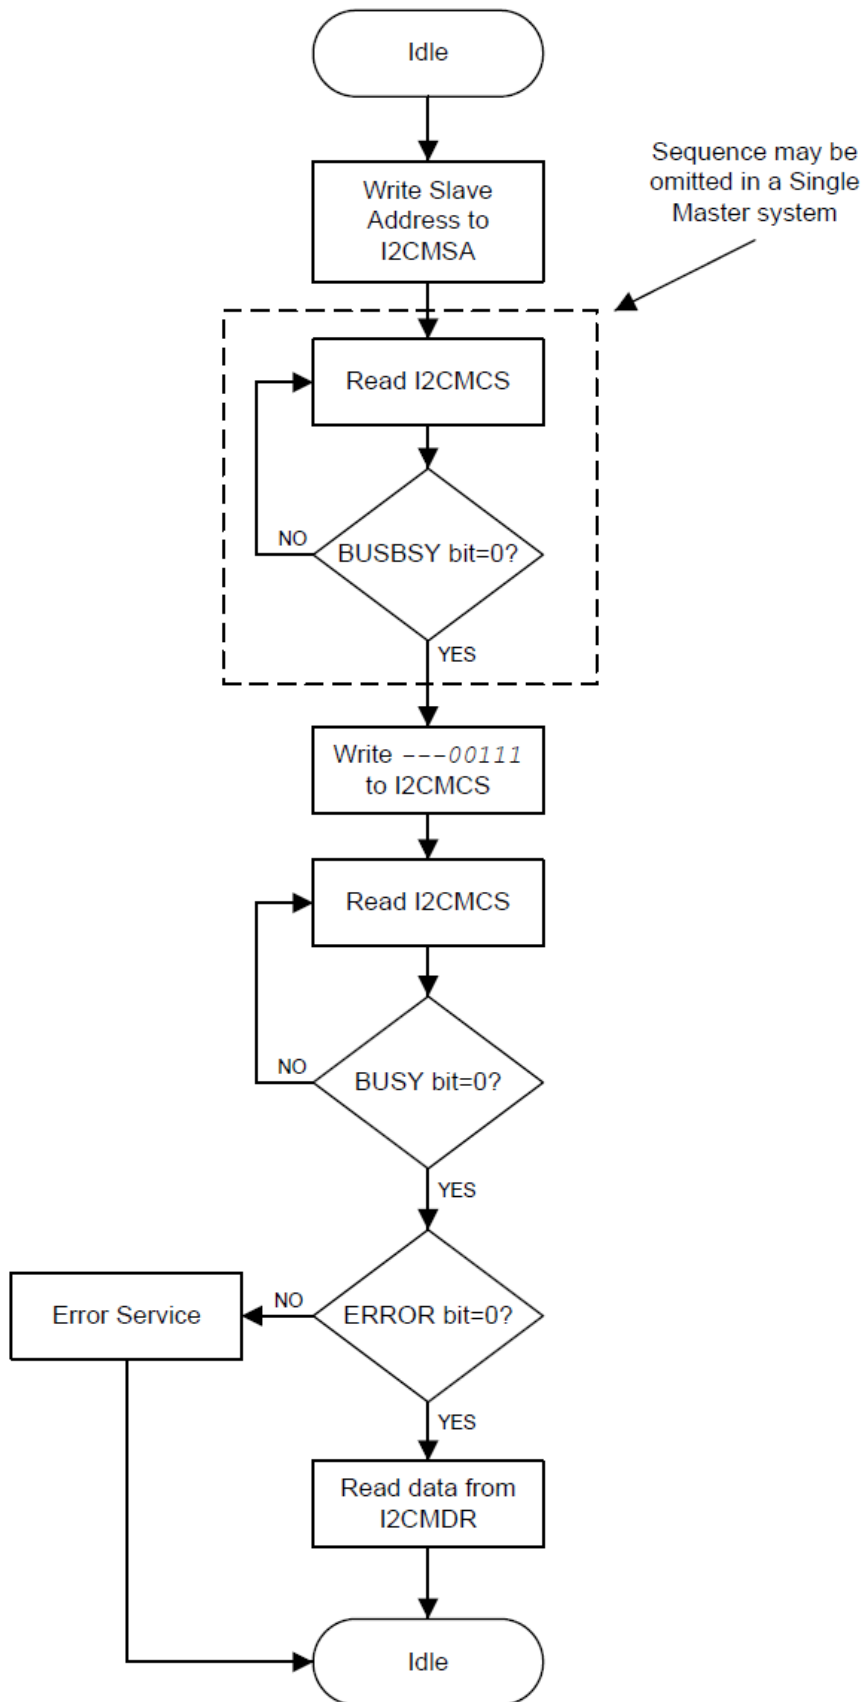 Idle
Write Slave
Address to
I2CMSA
Sequence may be
omitted in a Single
Master system
Read I2CMCS
NO
BUSBSY bit=0?
YES
Write ---00111
to I2CMCS
Read I2CMCS
NO
BUSY bit=0?
YES
Error Service
NO
ERROR bit=0?
YES
Read data from
I2CMDR
Idle